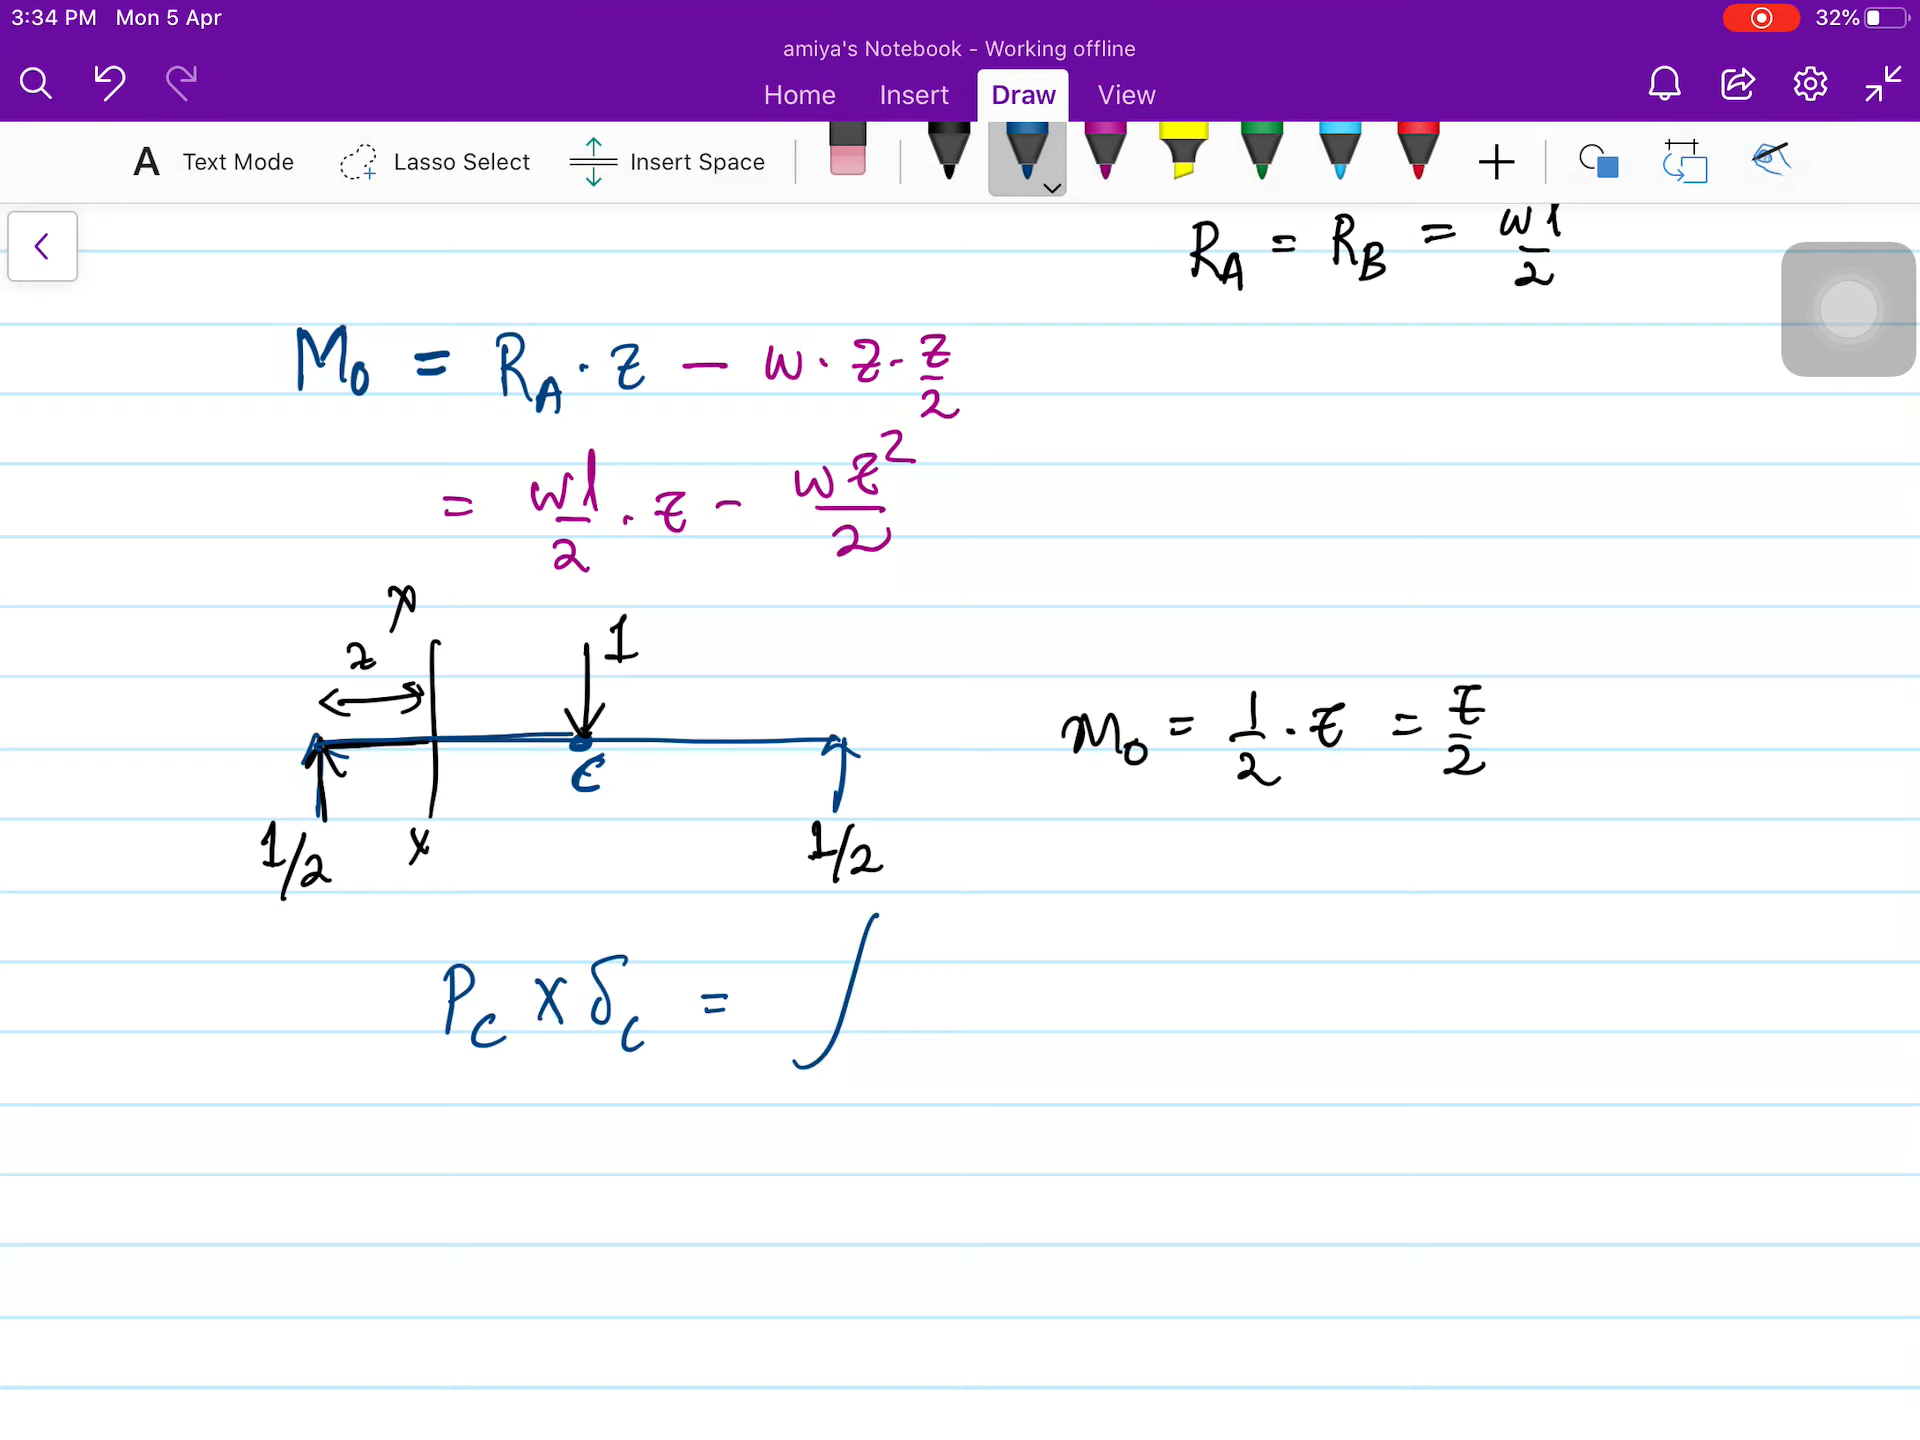 3:34 PM Mon 5 Apr 32%
amiya's Notebook - Working offline
Home Insert Draw View
A Text Mode Lasso Select Insert Space
R_A = R_B = wl/2
M_0 = R_A · z - w · z · z/2
= wl/2 · z - wz²/2
x
z
1
C
m_0 = 1/2 · z = z/2
1/2 x 1/2
P_C x δ_C = ∫